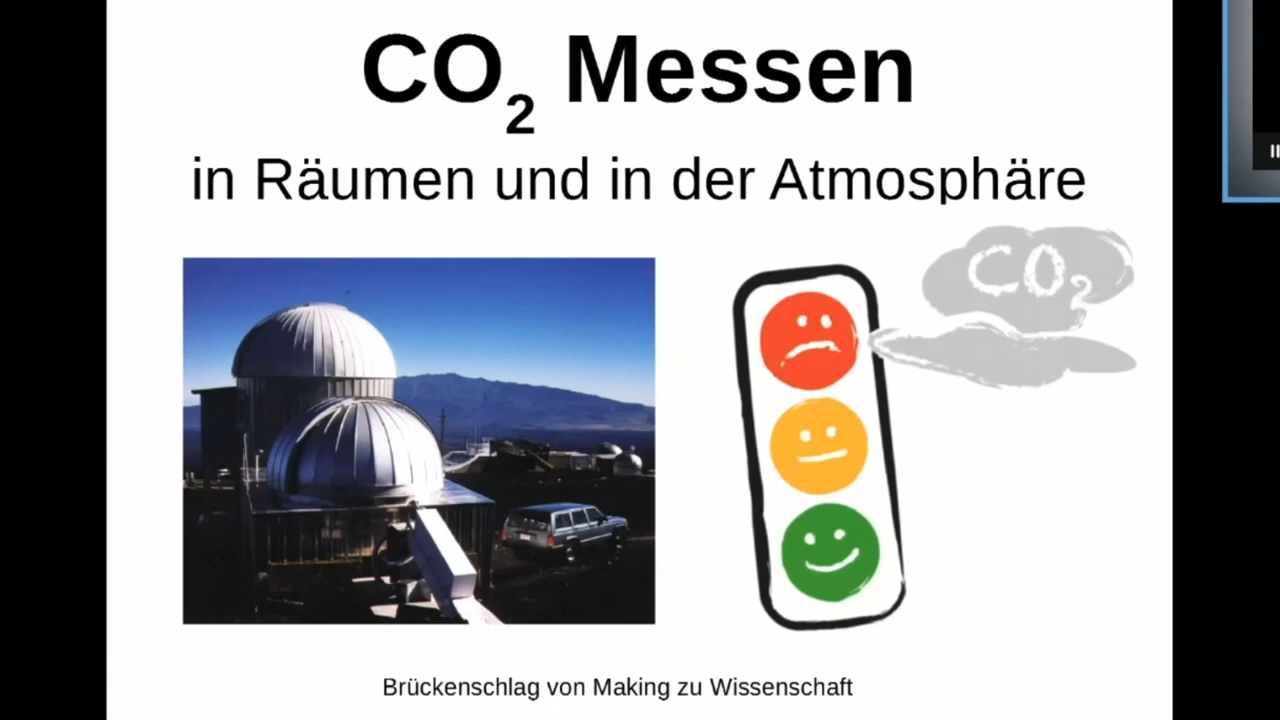 CO₂ Messen
in Räumen und in der Atmosphäre
CO₂
Brückenschlag von Making zu Wissenschaft